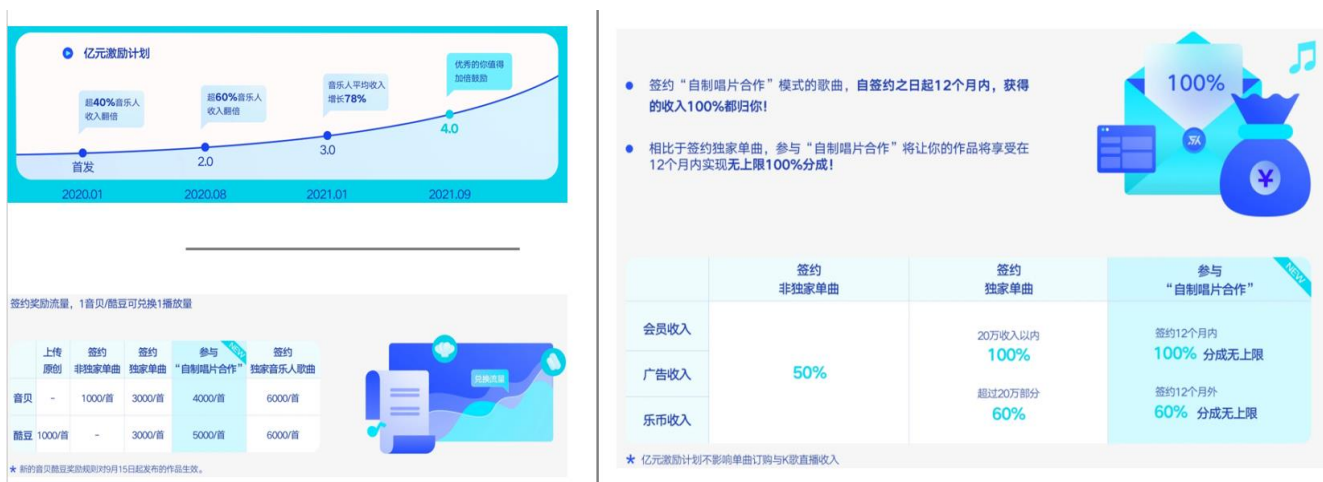 亿元激励计划
超40%音乐人
收入翻倍
超60%音乐人
收入翻倍
音乐人平均收入
增长78%
优秀的你值得
加倍鼓励
首发
2.0
3.0
4.0
2020.01
2020.08
2021.01
2021.09
签约奖励流量，1音贝/酷豆可兑换1播放量
上传
原创
签约
非独家单曲
签约
独家单曲
参与
“自制唱片合作”
NEW
签约
独家音乐人歌曲
音贝 - 1000/首 3000/首 4000/首 6000/首
酷豆 1000/首 - 3000/首 5000/首 6000/首
兑换流量
* 新的音贝酷豆奖励规则对9月15日起发布的作品生效。
签约“自制唱片合作”模式的歌曲，自签约之日起12个月内，获得
的收入100%都归你！
相比于签约独家单曲，参与“自制唱片合作”将让你的作品将享受在
12个月内实现无上限100%分成！
100%
¥
签约
非独家单曲
签约
独家单曲
参与
“自制唱片合作”
NEW
会员收入
广告收入
乐币收入
50%
20万收入以内
100%
超过20万部分
60%
签约12个月内
100% 分成无上限
签约12个月外
60% 分成无上限
* 亿元激励计划不影响单曲订购与K歌直播收入